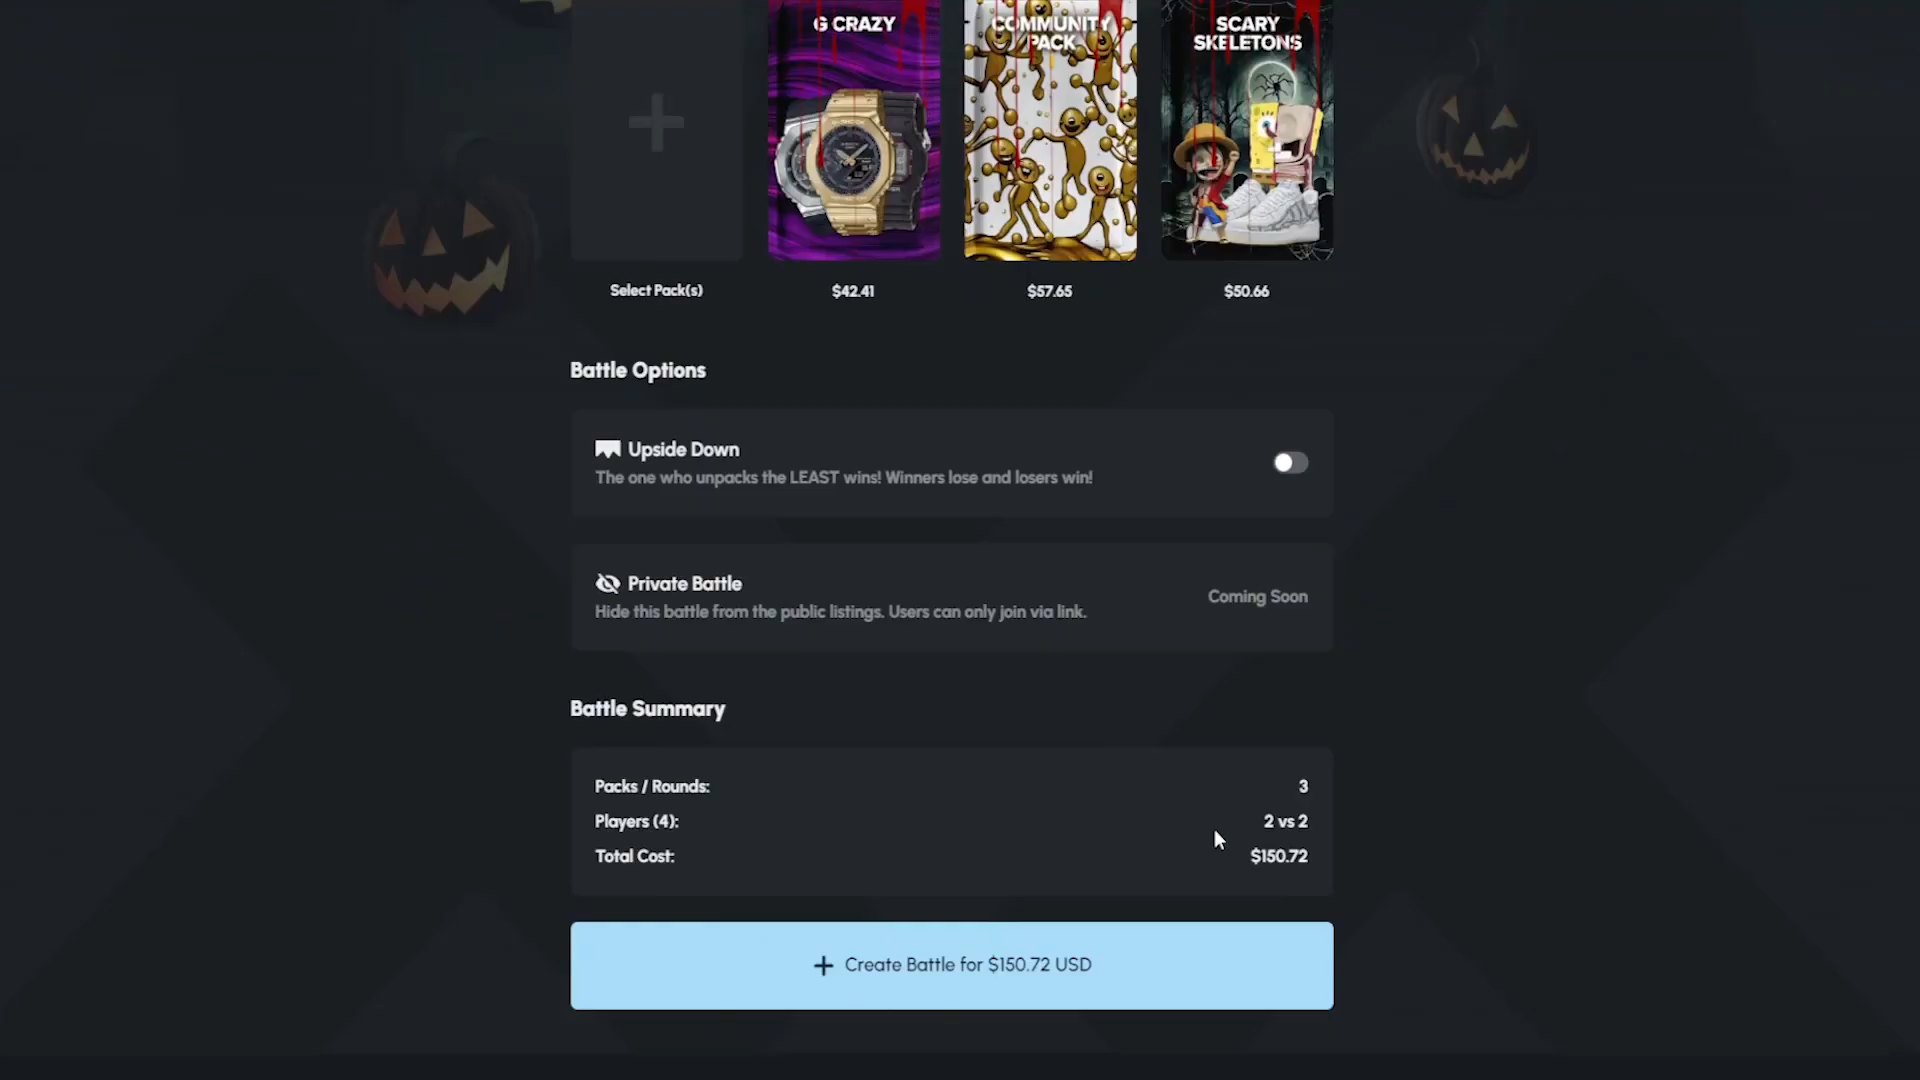 G CRAZY
COMMUNITY
PACK
SCARY
SKELETONS
Select Pack(s)
$42.41
$57.65
$50.66
Battle Options
Upside Down
The one who unpacks the LEAST wins! Winners lose and losers win!
Private Battle
Hide this battle from the public listings. Users can only join via link.
Coming Soon
Battle Summary
Packs / Rounds:
3
Players (4):
2 vs 2
Total Cost:
$150.72
Create Battle for $150.72 USD